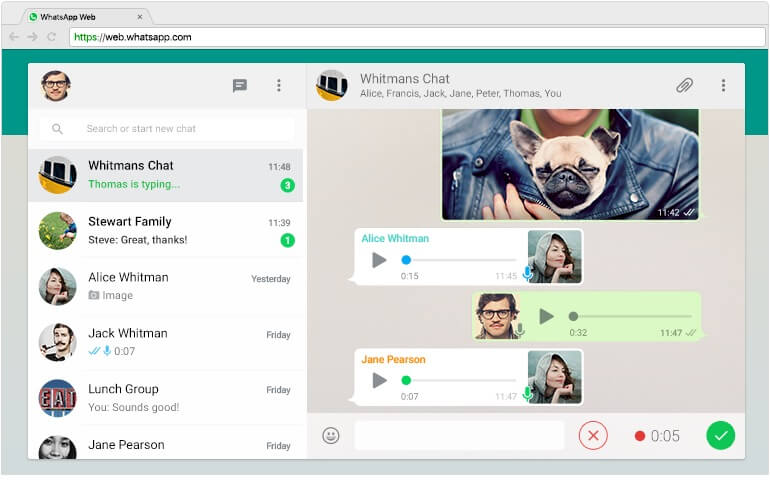 WhatsApp Web
https://web.whatsapp.com
Search or start new chat
Whitmans Chat
11:48
Thomas is typing...
3
Stewart Family
11:39
Steve: Great, thanks!
1
Alice Whitman
Yesterday
Image
Jack Whitman
Friday
0:07
EAT
Lunch Group
Friday
You: Sounds good!
Jane Pearson
Friday
Whitmans Chat
Alice, Francis, Jack, Jane, Peter, Thomas, You
11:42
Alice Whitman
0:15
11:45
0:32
11:47
Jane Pearson
0:07
11:47
0:05